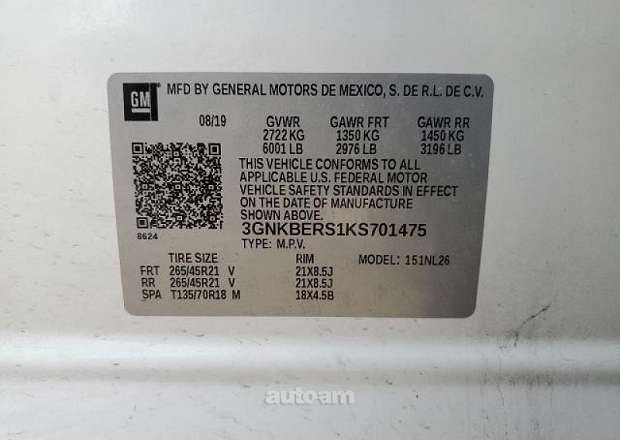 GM
MFD BY GENERAL MOTORS DE MEXICO, S. DE R.L. DE C.V.
08/19 GVWR GAWR FRT GAWR RR
2722 KG 1350 KG 1450 KG
6001 LB 2976 LB 3196 LB
THIS VEHICLE CONFORMS TO ALL
APPLICABLE U.S. FEDERAL MOTOR
VEHICLE SAFETY STANDARDS IN EFFECT
ON THE DATE OF MANUFACTURE
SHOWN ABOVE.
3GNKBERS1KS701475
8624
TYPE: M.P.V.
TIRE SIZE RIM MODEL: 151NL26
FRT 265/45R21 V 21X8.5J
RR 265/45R21 V 21X8.5J
SPA T135/70R18 M 18X4.5B
autoam